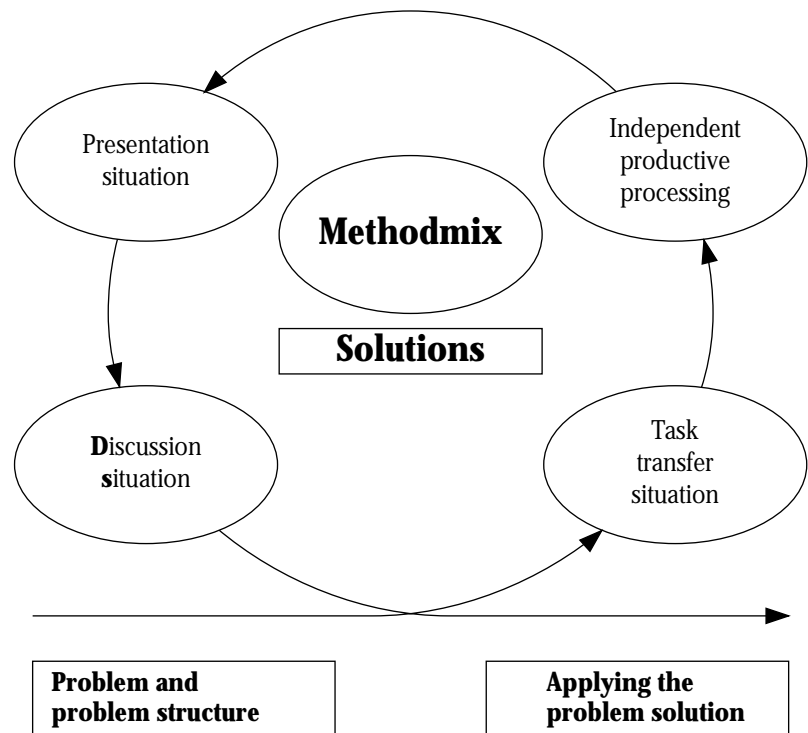 Presentation
situation
Independent
productive
processing
Methodmix
Solutions
Discussion
situation
Task
transfer
situation
Problem and
problem structure
Applying the
problem solution